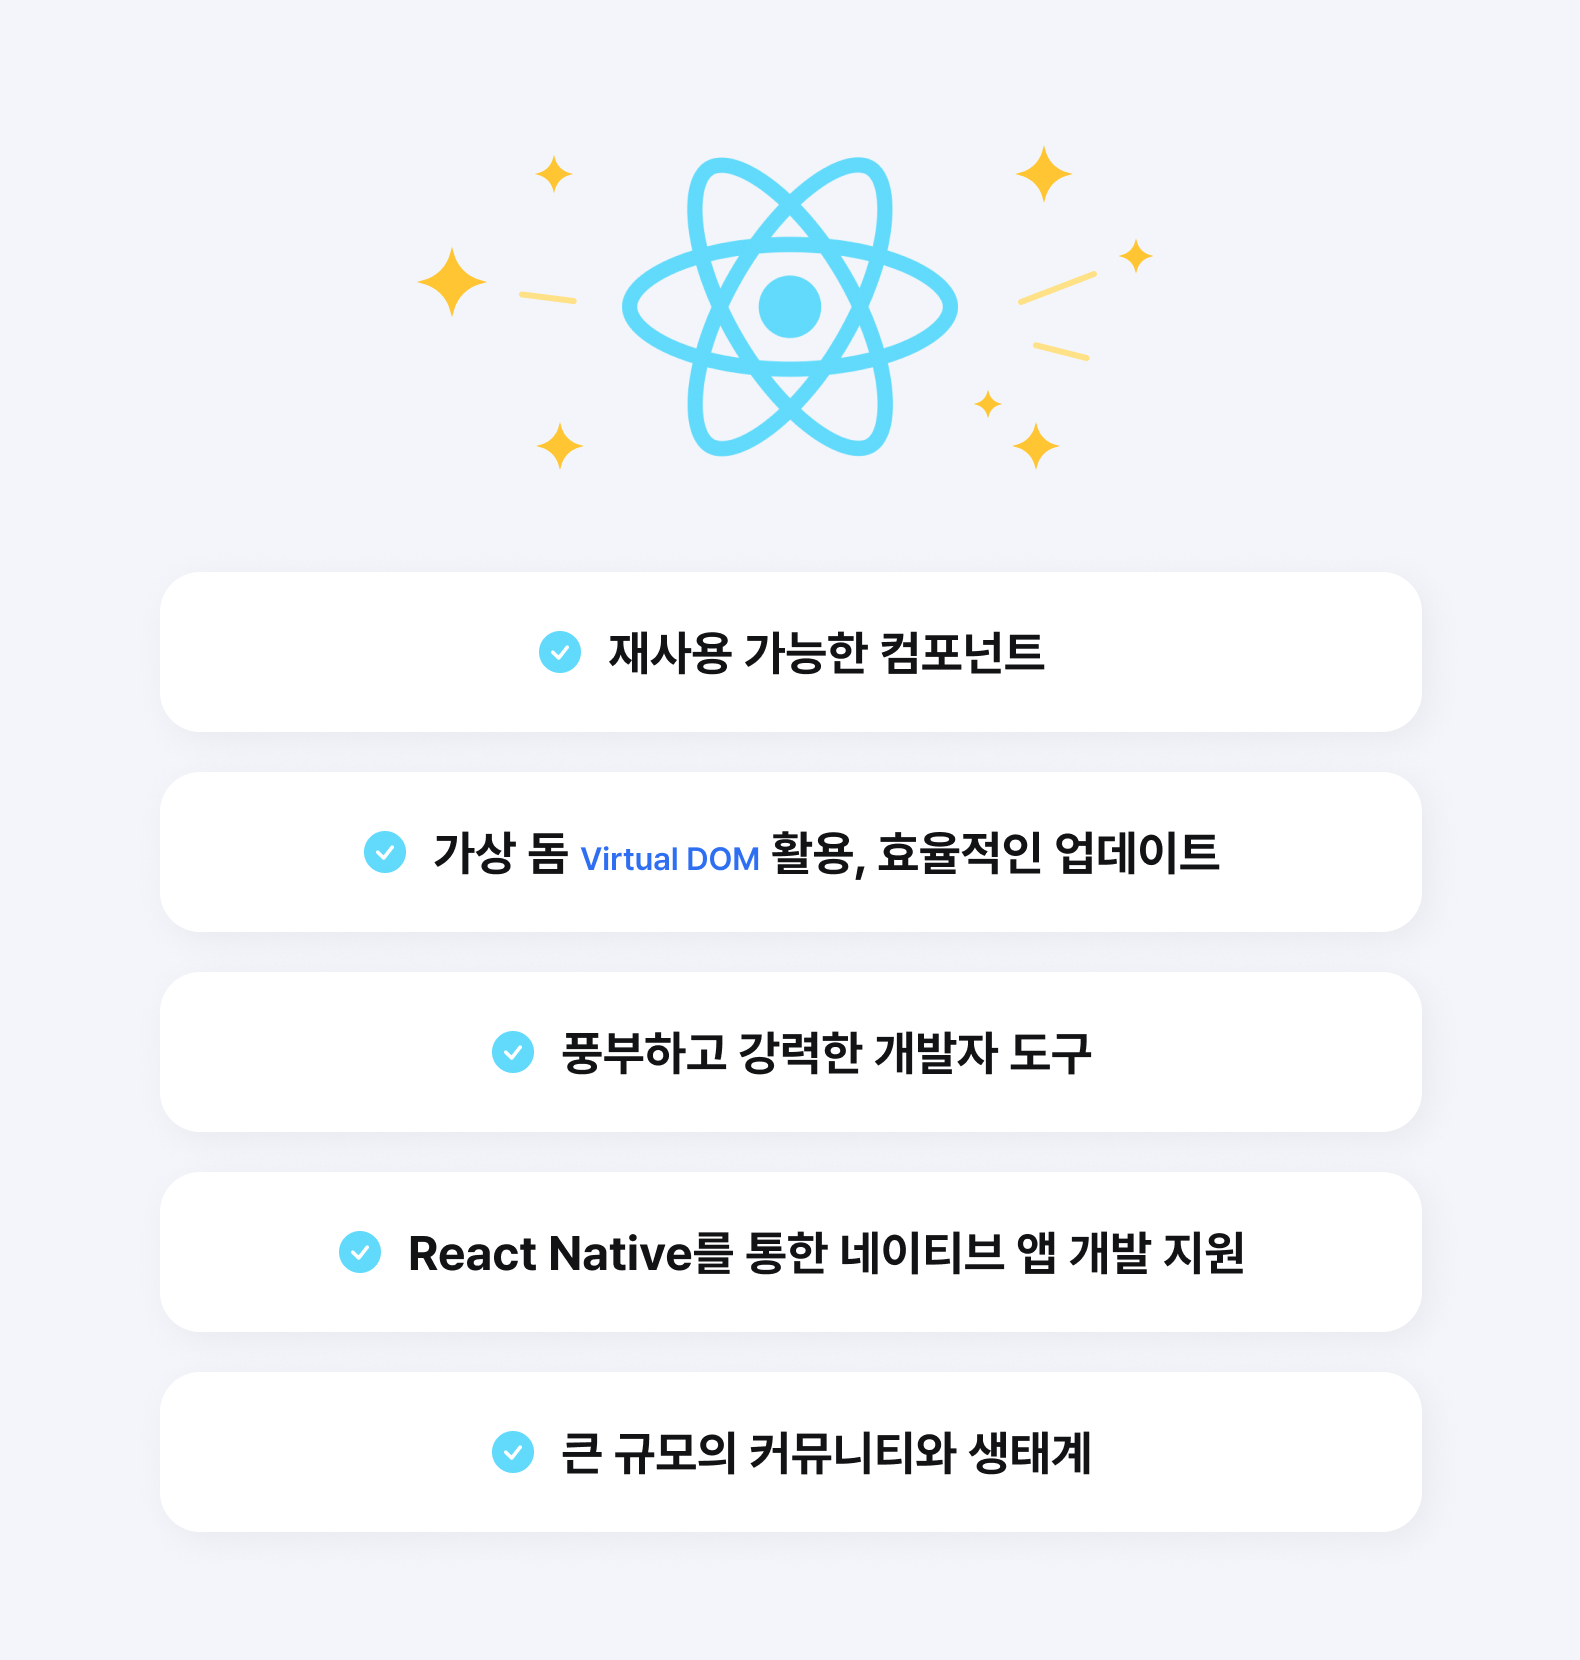 재사용 가능한 컴포넌트
가상 돔 Virtual DOM 활용, 효율적인 업데이트
풍부하고 강력한 개발자 도구
React Native를 통한 네이티브 앱 개발 지원
큰 규모의 커뮤니티와 생태계